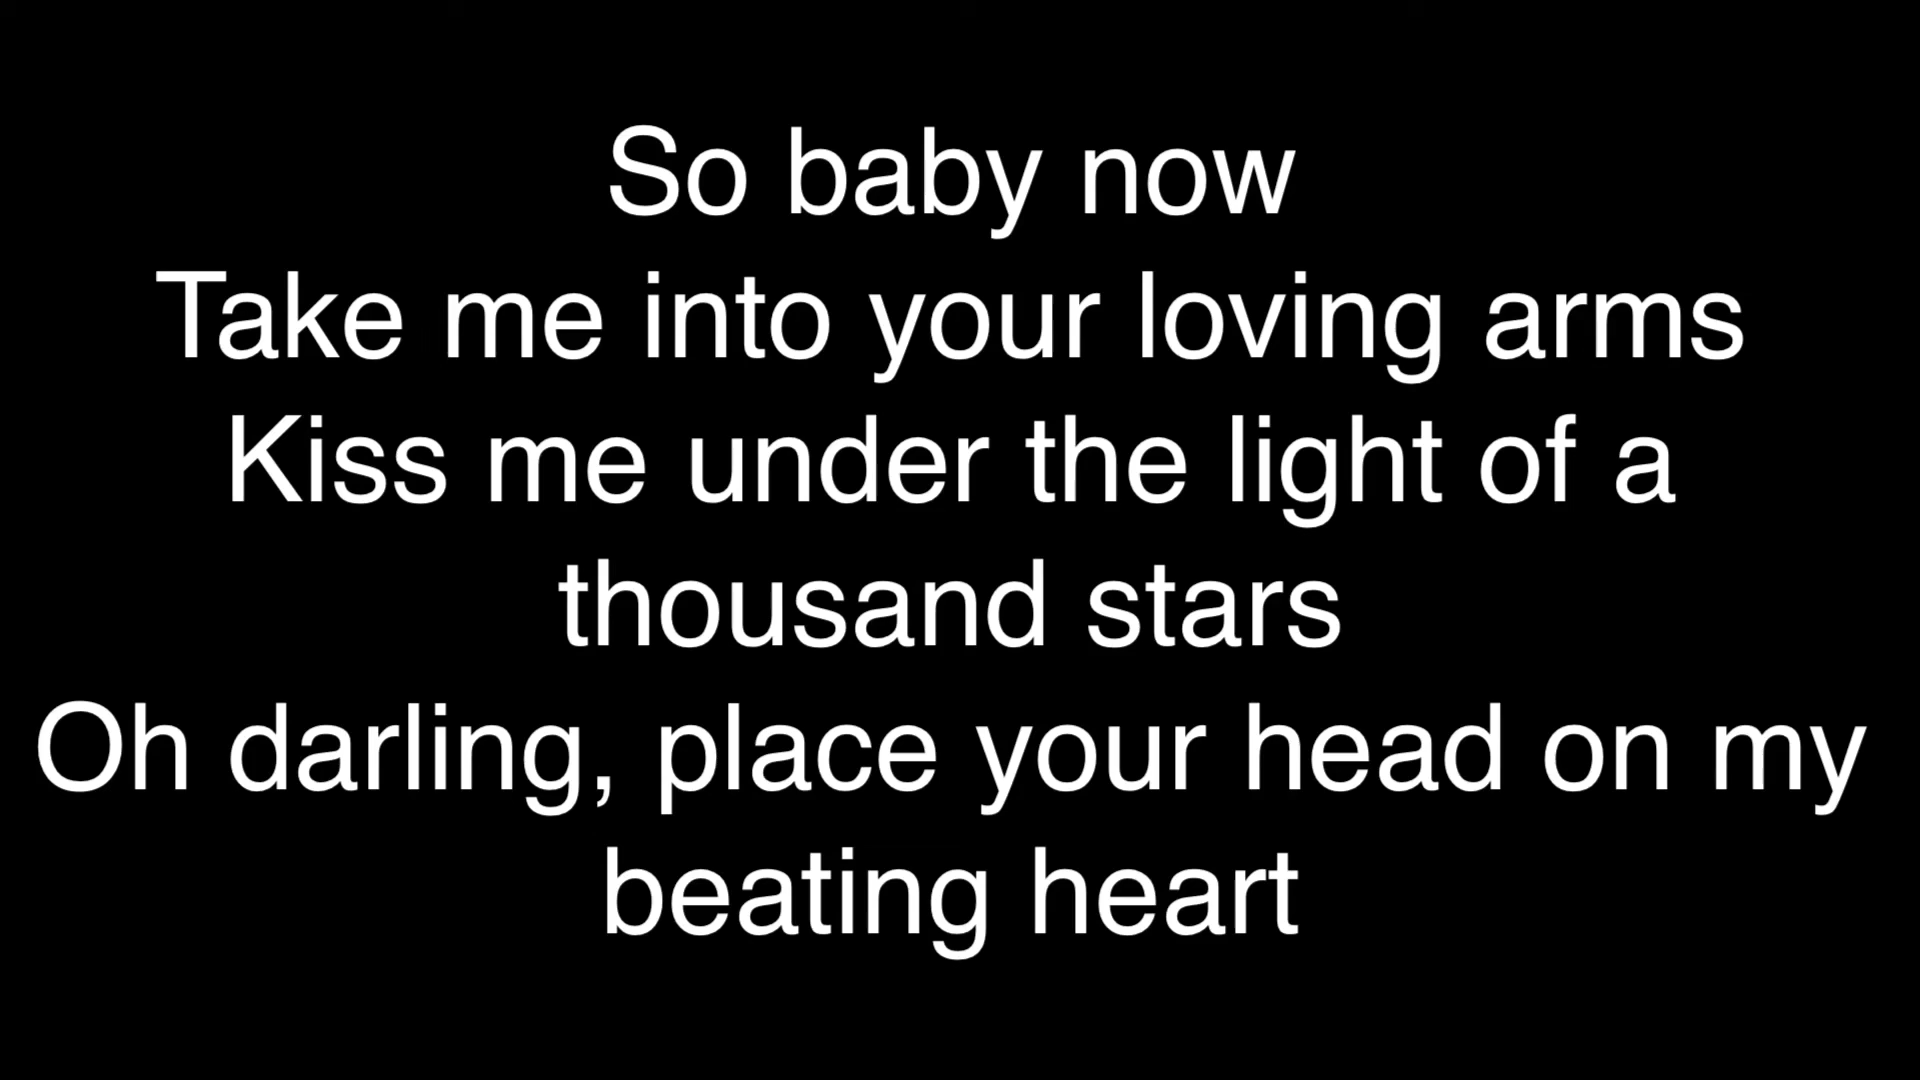 So baby now
Take me into your loving arms
Kiss me under the light of a
thousand stars
Oh darling, place your head on my
beating heart